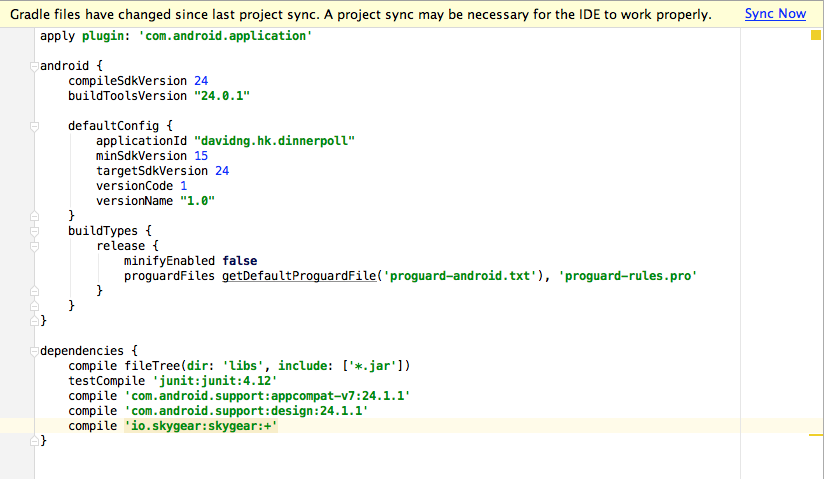 Gradle files have changed since last project sync. A project sync may be necessary for the IDE to work properly. Sync Now
apply plugin: 'com.android.application'
android {
compileSdkVersion 24
buildToolsVersion "24.0.1"
defaultConfig {
applicationId "davidng.hk.dinnerpoll"
minSdkVersion 15
targetSdkVersion 24
versionCode 1
versionName "1.0"
}
buildTypes {
release {
minifyEnabled false
proguardFiles getDefaultProguardFile('proguard-android.txt'), 'proguard-rules.pro'
}
}
}
dependencies {
compile fileTree(dir: 'libs', include: ['*.jar'])
testCompile 'junit:junit:4.12'
compile 'com.android.support:appcompat-v7:24.1.1'
compile 'com.android.support:design:24.1.1'
compile 'io.skygear:skygear:+'
}